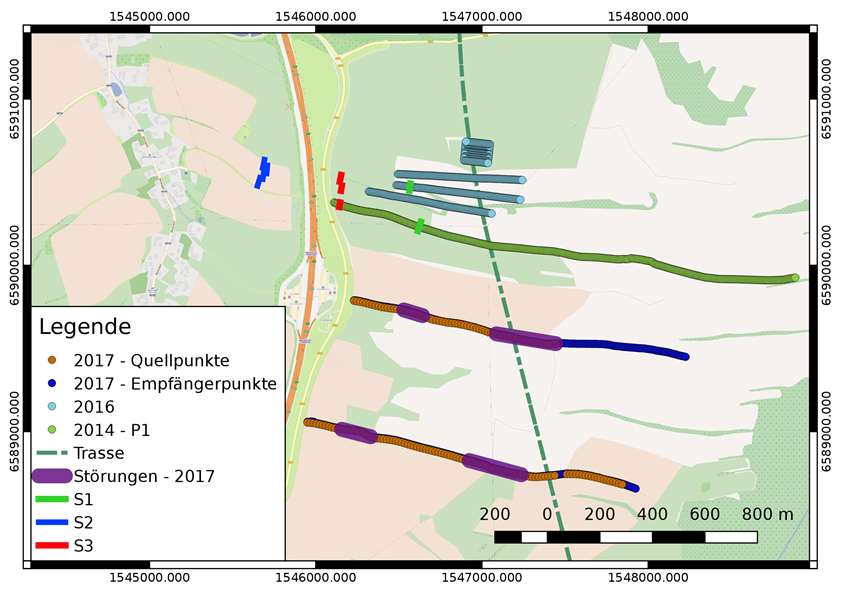 1545000.000 1546000.000 1547000.000 1548000.000
6591000.000 6591000.000
6590000.000 6590000.000
6589000.000 6589000.000
Legende
2017 - Quellpunkte
2017 - Empfängerpunkte
2016
2014 - P1
Trasse
Störungen - 2017
S1
S2
S3
200 0 200 400 600 800 m
1545000.000 1546000.000 1547000.000 1548000.000